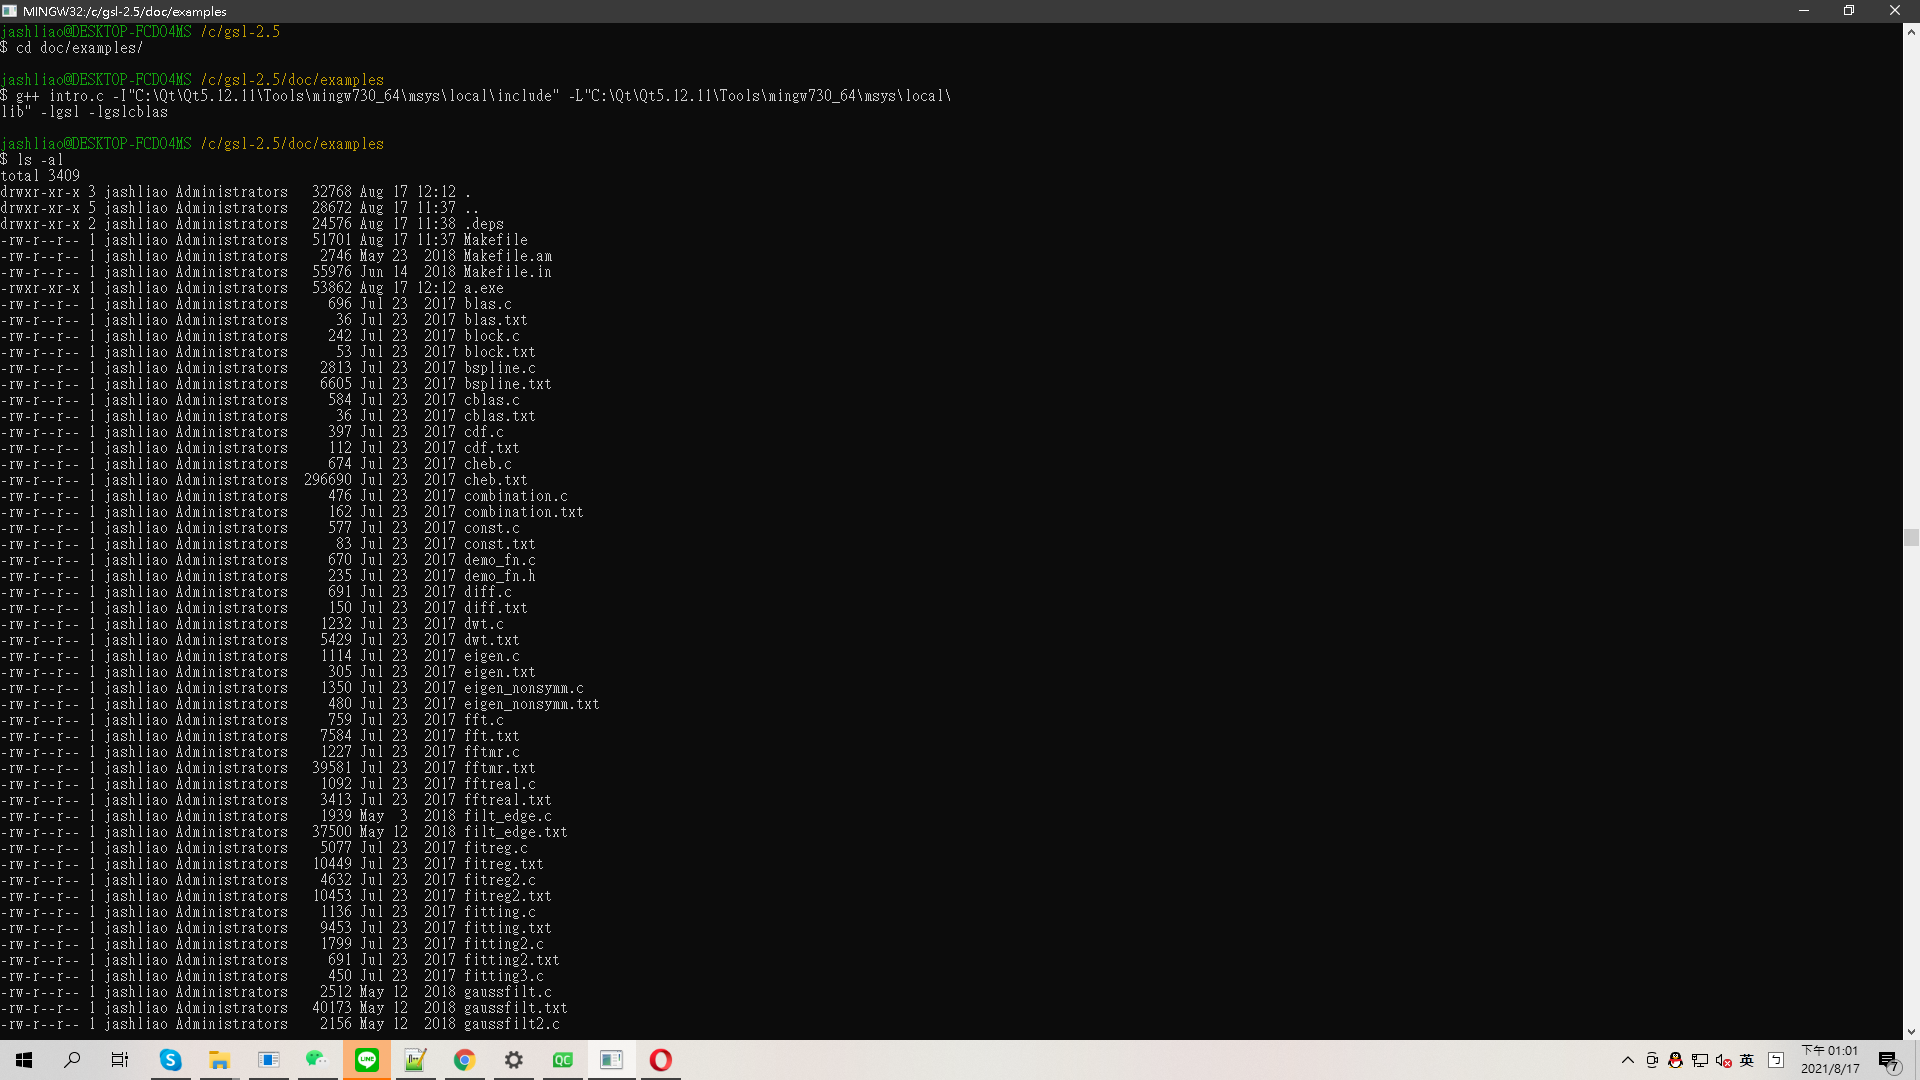 MINGW32:/c/gsl-2.5/doc/examples
jashliao@DESKTOP-FCDO4MS /c/gsl-2.5
$ cd doc/examples/
jashliao@DESKTOP-FCDO4MS /c/gsl-2.5/doc/examples
$ g++ intro.c -I"C:\Qt\Qt5.12.11\Tools\mingw730_64\msys\local\include" -L"C:\Qt\Qt5.12.11\Tools\mingw730_64\msys\local\
lib" -lgsl -lgslcblas
jashliao@DESKTOP-FCDO4MS /c/gsl-2.5/doc/examples
$ ls -al
total 3409
drwxr-xr-x 3 jashliao Administrators 32768 Aug 17 12:12 .
drwxr-xr-x 5 jashliao Administrators 28672 Aug 17 11:37 ..
drwxr-xr-x 2 jashliao Administrators 24576 Aug 17 11:38 .deps
-rw-r--r-- 1 jashliao Administrators 51701 Aug 17 11:37 Makefile
-rw-r--r-- 1 jashliao Administrators 2746 May 23 2018 Makefile.am
-rw-r--r-- 1 jashliao Administrators 55976 Jun 14 2018 Makefile.in
-rwxr-xr-x 1 jashliao Administrators 53862 Aug 17 12:12 a.exe
-rw-r--r-- 1 jashliao Administrators 696 Jul 23 2017 blas.c
-rw-r--r-- 1 jashliao Administrators 36 Jul 23 2017 blas.txt
-rw-r--r-- 1 jashliao Administrators 242 Jul 23 2017 block.c
-rw-r--r-- 1 jashliao Administrators 53 Jul 23 2017 block.txt
-rw-r--r-- 1 jashliao Administrators 2813 Jul 23 2017 bspline.c
-rw-r--r-- 1 jashliao Administrators 6605 Jul 23 2017 bspline.txt
-rw-r--r-- 1 jashliao Administrators 584 Jul 23 2017 cblas.c
-rw-r--r-- 1 jashliao Administrators 36 Jul 23 2017 cblas.txt
-rw-r--r-- 1 jashliao Administrators 397 Jul 23 2017 cdf.c
-rw-r--r-- 1 jashliao Administrators 112 Jul 23 2017 cdf.txt
-rw-r--r-- 1 jashliao Administrators 674 Jul 23 2017 cheb.c
-rw-r--r-- 1 jashliao Administrators 296690 Jul 23 2017 cheb.txt
-rw-r--r-- 1 jashliao Administrators 476 Jul 23 2017 combination.c
-rw-r--r-- 1 jashliao Administrators 162 Jul 23 2017 combination.txt
-rw-r--r-- 1 jashliao Administrators 577 Jul 23 2017 const.c
-rw-r--r-- 1 jashliao Administrators 83 Jul 23 2017 const.txt
-rw-r--r-- 1 jashliao Administrators 670 Jul 23 2017 demo_fn.c
-rw-r--r-- 1 jashliao Administrators 235 Jul 23 2017 demo_fn.h
-rw-r--r-- 1 jashliao Administrators 691 Jul 23 2017 diff.c
-rw-r--r-- 1 jashliao Administrators 150 Jul 23 2017 diff.txt
-rw-r--r-- 1 jashliao Administrators 1232 Jul 23 2017 dwt.c
-rw-r--r-- 1 jashliao Administrators 5429 Jul 23 2017 dwt.txt
-rw-r--r-- 1 jashliao Administrators 1114 Jul 23 2017 eigen.c
-rw-r--r-- 1 jashliao Administrators 305 Jul 23 2017 eigen.txt
-rw-r--r-- 1 jashliao Administrators 1350 Jul 23 2017 eigen_nonsymm.c
-rw-r--r-- 1 jashliao Administrators 480 Jul 23 2017 eigen_nonsymm.txt
-rw-r--r-- 1 jashliao Administrators 759 Jul 23 2017 fft.c
-rw-r--r-- 1 jashliao Administrators 7584 Jul 23 2017 fft.txt
-rw-r--r-- 1 jashliao Administrators 1227 Jul 23 2017 fftmr.c
-rw-r--r-- 1 jashliao Administrators 39581 Jul 23 2017 fftmr.txt
-rw-r--r-- 1 jashliao Administrators 1092 Jul 23 2017 fftreal.c
-rw-r--r-- 1 jashliao Administrators 3413 Jul 23 2017 fftreal.txt
-rw-r--r-- 1 jashliao Administrators 1939 May 3 2018 filt_edge.c
-rw-r--r-- 1 jashliao Administrators 37500 May 12 2018 filt_edge.txt
-rw-r--r-- 1 jashliao Administrators 5077 Jul 23 2017 fitreg.c
-rw-r--r-- 1 jashliao Administrators 10449 Jul 23 2017 fitreg.txt
-rw-r--r-- 1 jashliao Administrators 4632 Jul 23 2017 fitreg2.c
-rw-r--r-- 1 jashliao Administrators 10453 Jul 23 2017 fitreg2.txt
-rw-r--r-- 1 jashliao Administrators 1136 Jul 23 2017 fitting.c
-rw-r--r-- 1 jashliao Administrators 9453 Jul 23 2017 fitting.txt
-rw-r--r-- 1 jashliao Administrators 1799 Jul 23 2017 fitting2.c
-rw-r--r-- 1 jashliao Administrators 691 Jul 23 2017 fitting2.txt
-rw-r--r-- 1 jashliao Administrators 450 Jul 23 2017 fitting3.c
-rw-r--r-- 1 jashliao Administrators 2512 May 12 2018 gaussfilt.c
-rw-r--r-- 1 jashliao Administrators 40173 May 12 2018 gaussfilt.txt
-rw-r--r-- 1 jashliao Administrators 2156 May 12 2018 gaussfilt2.c
LINE
QC
英
下午 01:01
2021/8/17
7